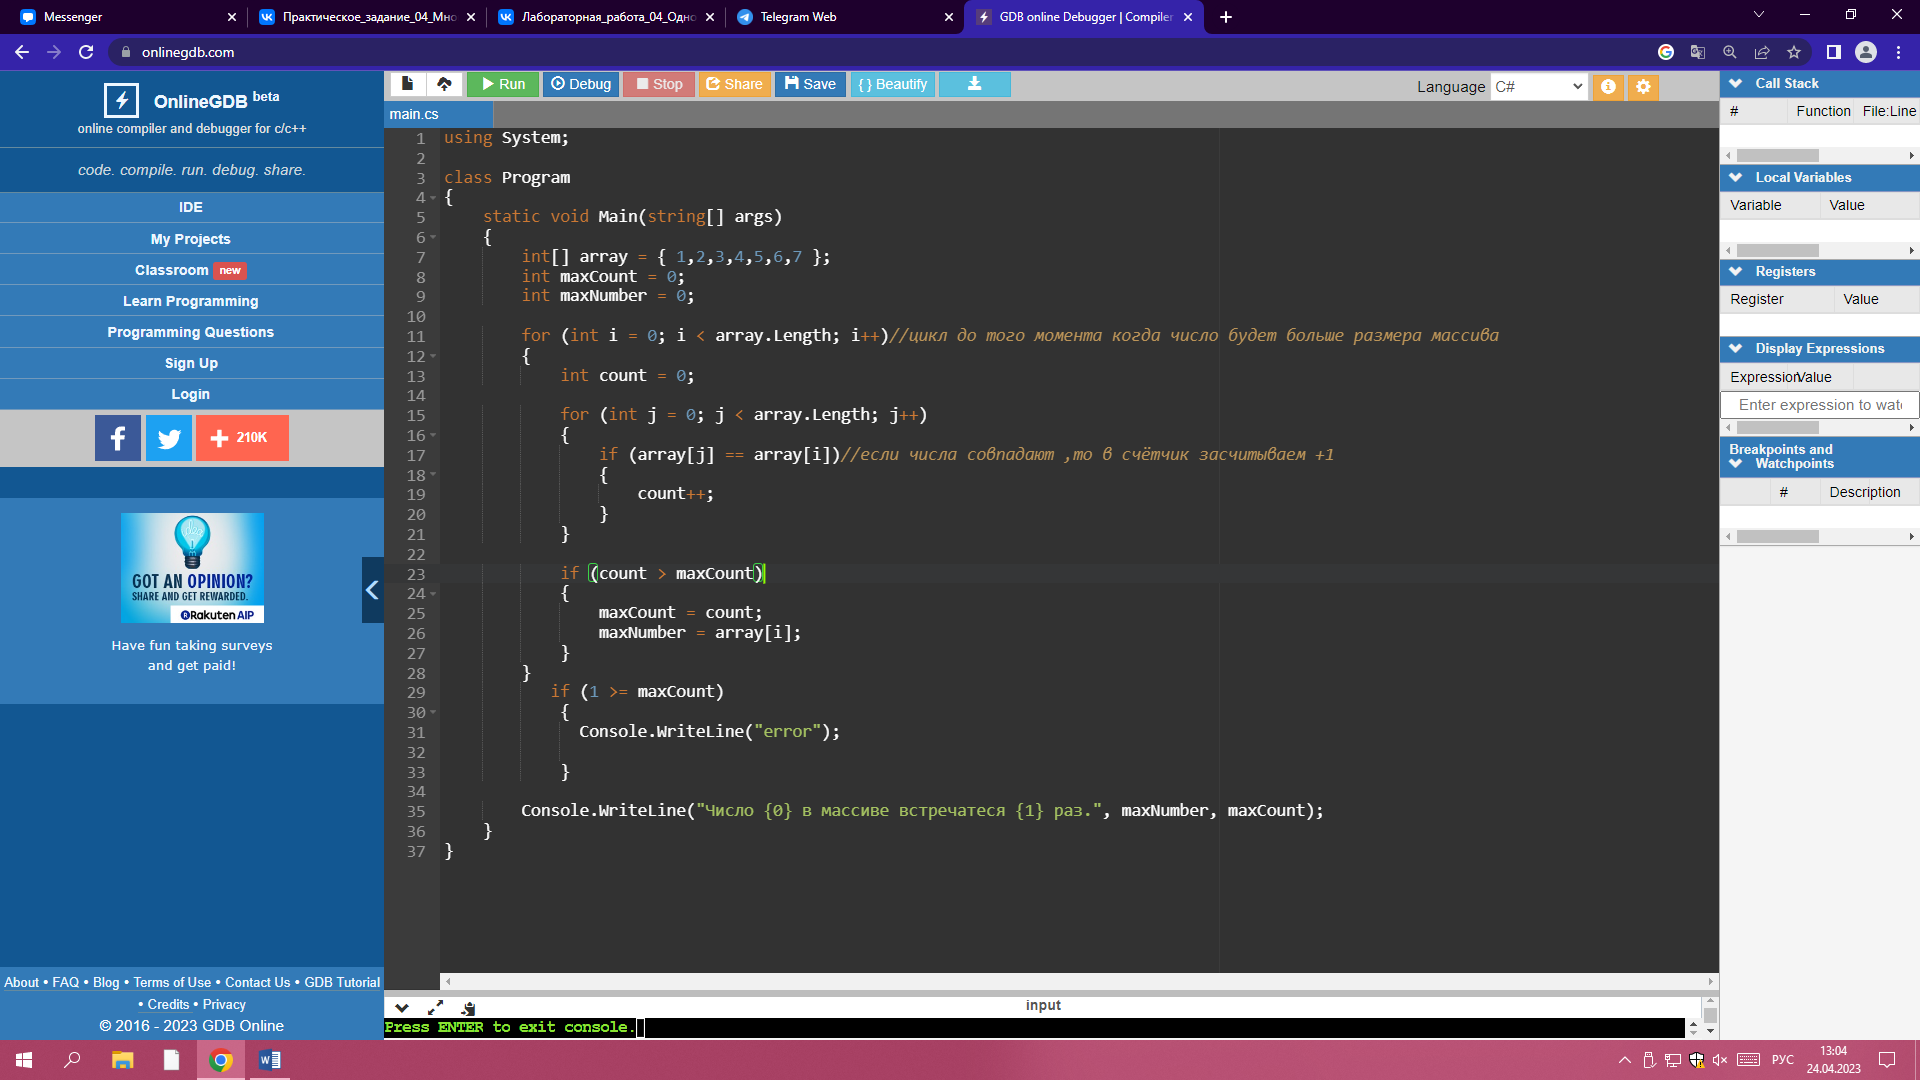 Messenger
Практическое_задание_04_Мно
Лабораторная_работа_04_Одно
Telegram Web
GDB online Debugger | Compiler
onlinegdb.com
OnlineGDB beta
online compiler and debugger for c/c++
code. compile. run. debug. share.
IDE
My Projects
Classroom new
Learn Programming
Programming Questions
Sign Up
Login
210K
GOT AN OPINION?
SHARE AND GET REWARDED.
Rakuten AIP
Have fun taking surveys
and get paid!
About • FAQ • Blog • Terms of Use • Contact Us • GDB Tutorial
• Credits • Privacy
© 2016 - 2023 GDB Online
Run Debug Stop Share Save { } Beautify
Language C#
main.cs
1 using System;
2
3 class Program
4 {
5 static void Main(string[] args)
6 {
7 int[] array = { 1,2,3,4,5,6,7 };
8 int maxCount = 0;
9 int maxNumber = 0;
10
11 for (int i = 0; i < array.Length; i++)//цикл до того момента когда число будет больше размера массива
12 {
13 int count = 0;
14
15 for (int j = 0; j < array.Length; j++)
16 {
17 if (array[j] == array[i])//если числа совпадают ,то в счётчик засчитываем +1
18 {
19 count++;
20 }
21 }
22
23 if (count > maxCount)
24 {
25 maxCount = count;
26 maxNumber = array[i];
27 }
28 }
29 if (1 >= maxCount)
30 {
31 Console.WriteLine("error");
32
33 }
34
35 Console.WriteLine("Число {0} в массиве встречатеся {1} раз.", maxNumber, maxCount);
36 }
37 }
input
Press ENTER to exit console.
Call Stack
# Function File:Line
Local Variables
Variable Value
Registers
Register Value
Display Expressions
Expression Value
Enter expression to wat
Breakpoints and
Watchpoints
# Description
РУС
13:04
24.04.2023